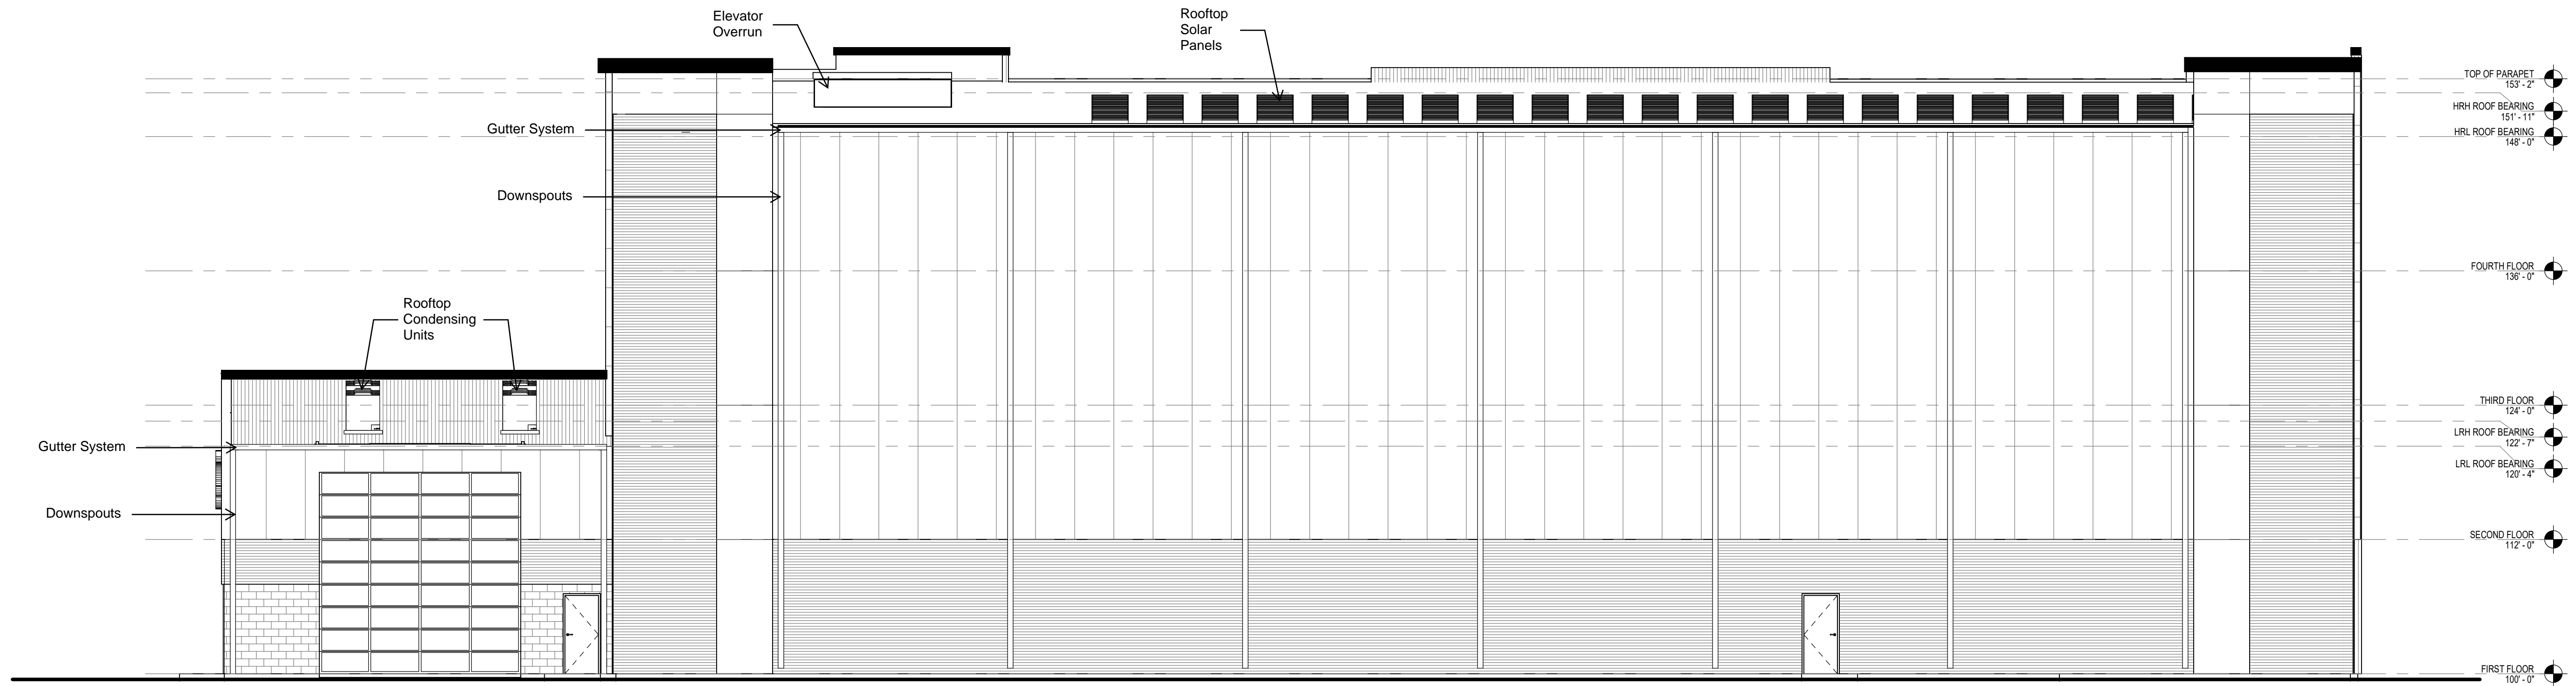 Elevator
Overrun
Rooftop
Solar
Panels
Gutter System
Downspouts
Rooftop
Condensing
Units
Gutter System
Downspouts
TOP OF PARAPET
153' - 2"
HRH ROOF BEARING
151' - 11"
HRL ROOF BEARING
148' - 0"
FOURTH FLOOR
136' - 0"
THIRD FLOOR
124' - 0"
LRH ROOF BEARING
122' - 7"
LRL ROOF BEARING
120' - 4"
SECOND FLOOR
112' - 0"
FIRST FLOOR
100' - 0"